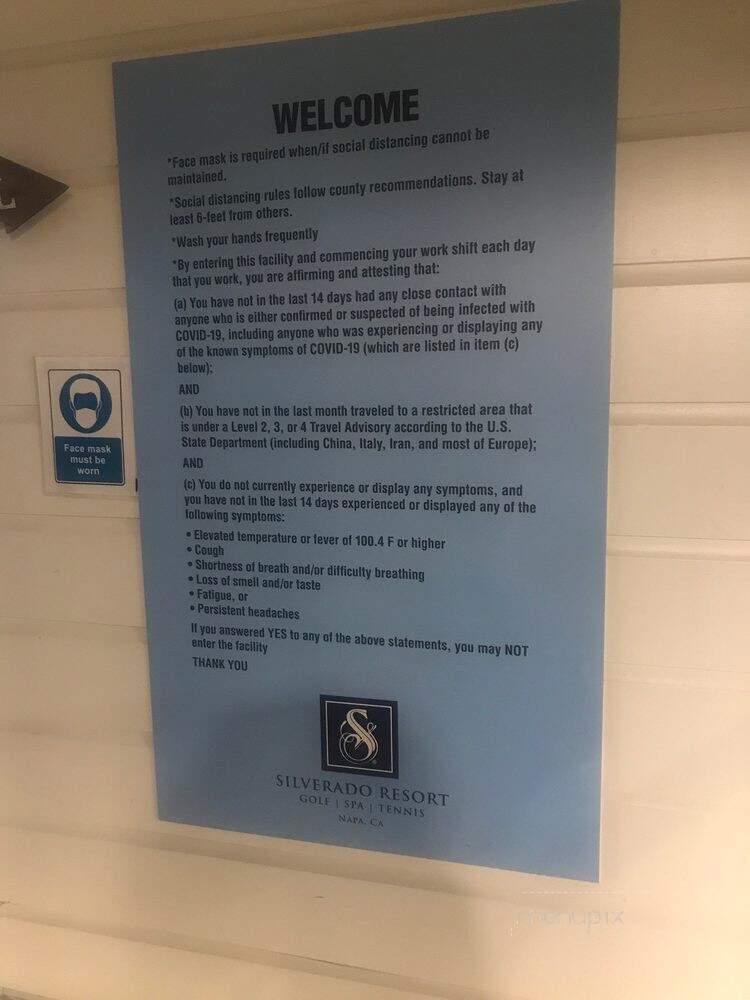 WELCOME
*Face mask is required when/if social distancing cannot be
maintained.
*Social distancing rules follow county recommendations. Stay at
least 6-feet from others.
*Wash your hands frequently
*By entering this facility and commencing your work shift each day
that you work, you are affirming and attesting that:
(a) You have not in the last 14 days had any close contact with
anyone who is either confirmed or suspected of being infected with
COVID-19, including anyone who was experiencing or displaying any
of the known symptoms of COVID-19 (which are listed in item (c)
below);
AND
(b) You have not in the last month traveled to a restricted area that
is under a Level 2, 3, or 4 Travel Advisory according to the U.S.
State Department (including China, Italy, Iran, and most of Europe);
AND
(c) You do not currently experience or display any symptoms, and
you have not in the last 14 days experienced or displayed any of the
following symptoms:
• Elevated temperature or fever of 100.4 F or higher
• Cough
• Shortness of breath and/or difficulty breathing
• Loss of smell and/or taste
• Fatigue, or
• Persistent headaches
If you answered YES to any of the above statements, you may NOT
enter the facility
THANK YOU
S
SILVERADO RESORT
GOLF | SPA | TENNIS
NAPA, CA
Face mask
must be
worn
L
menupix